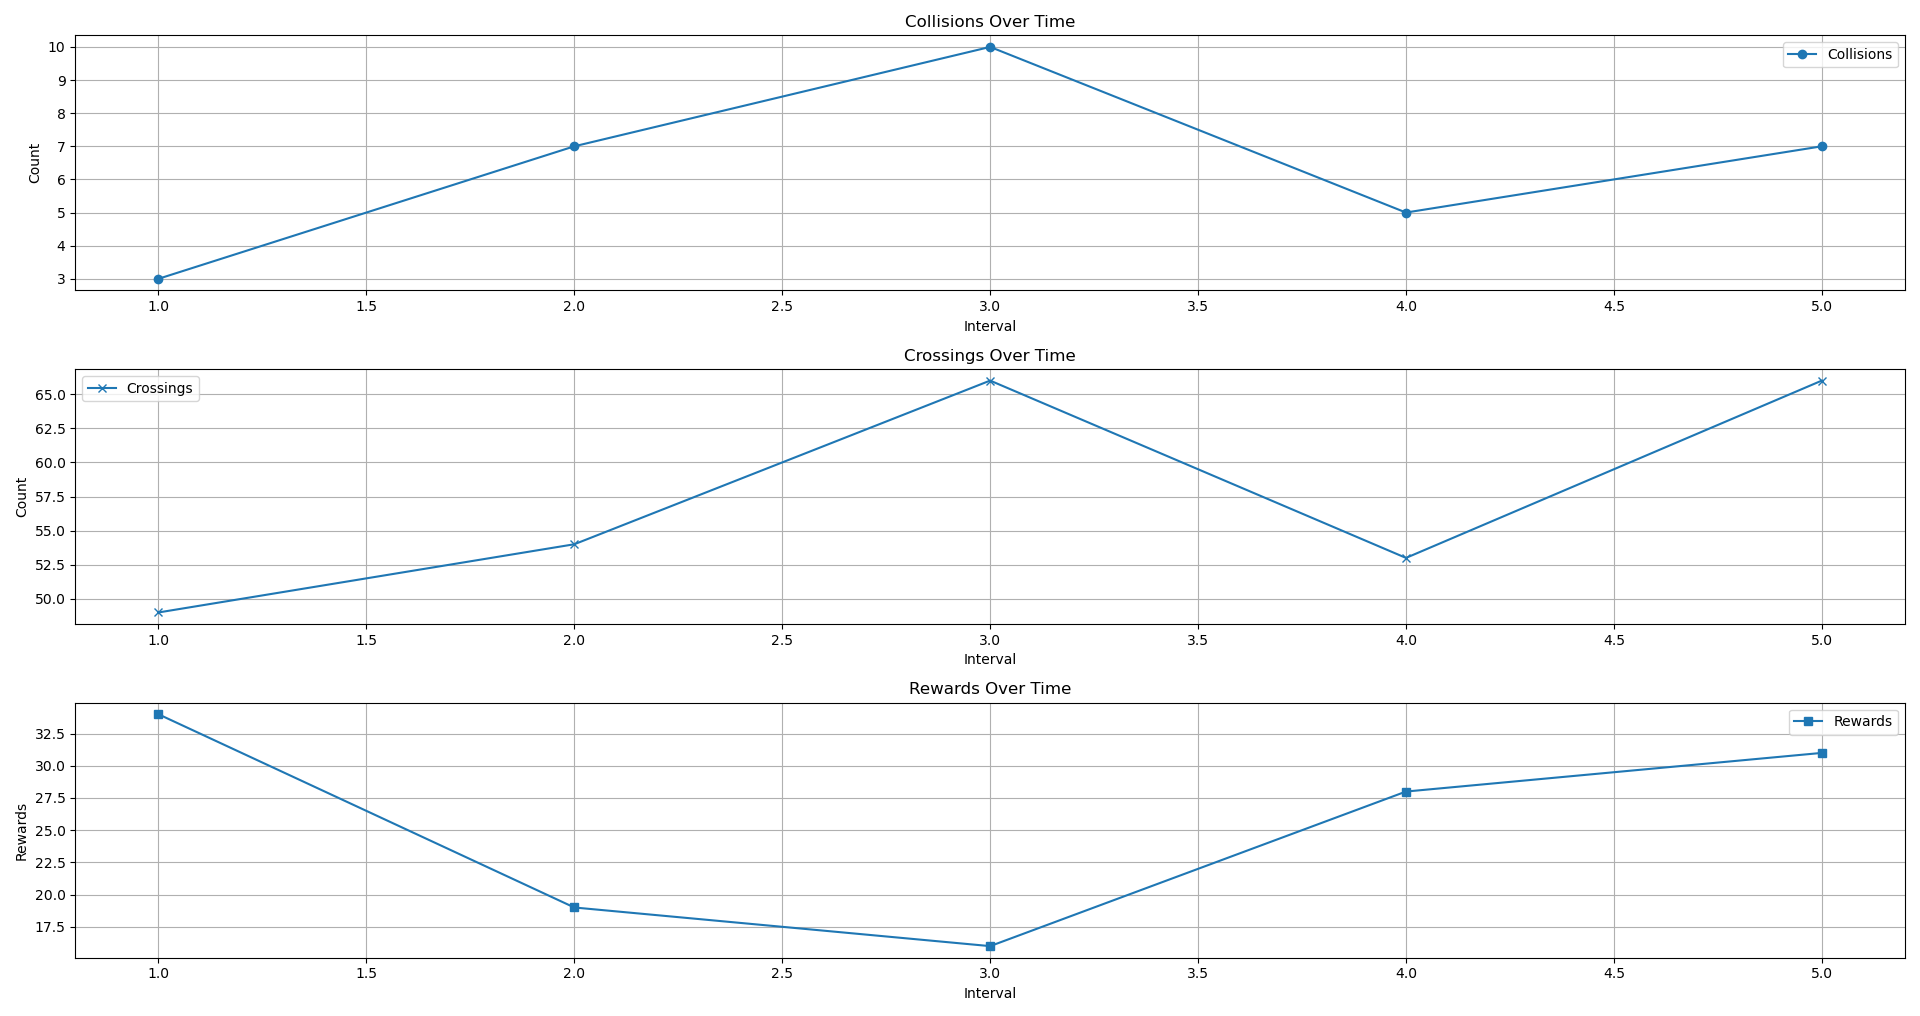 Collisions Over Time
10
9
8
7
6
5
4
3
Count
Collisions
1.0 1.5 2.0 2.5 3.0 3.5 4.0 4.5 5.0
Interval
Crossings Over Time
65.0
62.5
60.0
57.5
55.0
52.5
50.0
Count
Crossings
1.0 1.5 2.0 2.5 3.0 3.5 4.0 4.5 5.0
Interval
Rewards Over Time
32.5
30.0
27.5
25.0
22.5
20.0
17.5
Rewards
Rewards
1.0 1.5 2.0 2.5 3.0 3.5 4.0 4.5 5.0
Interval